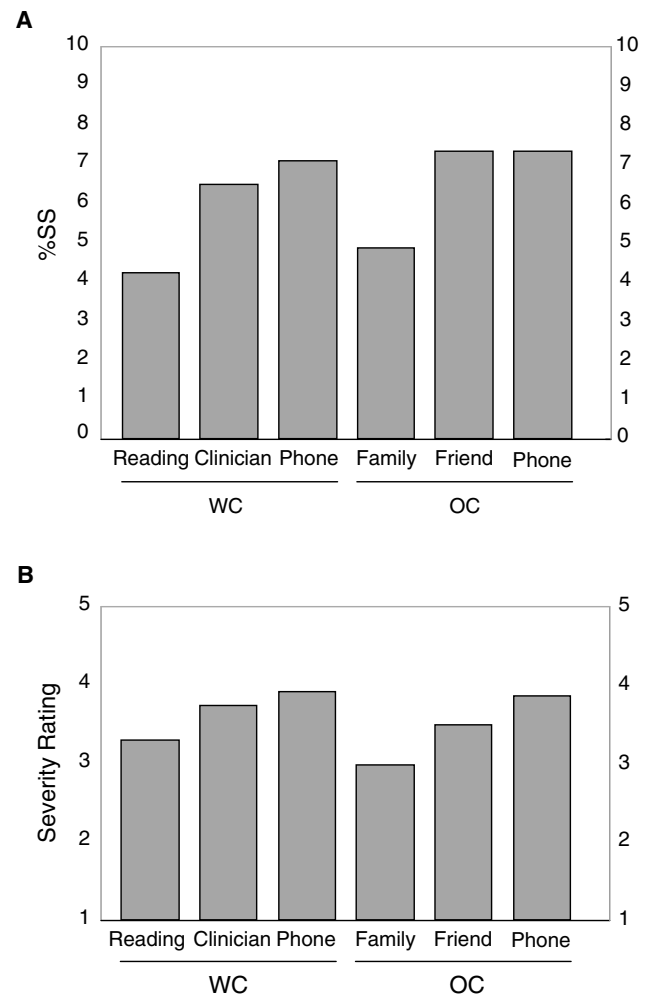 A
10 10
9 9
8 8
7 7
6 6
5 5
4 4
3 3
2 2
1 1
0 0
%SS
Reading Clinician Phone Family Friend Phone
WC OC
B
5 5
4 4
3 3
2 2
1 1
Severity Rating
Reading Clinician Phone Family Friend Phone
WC OC